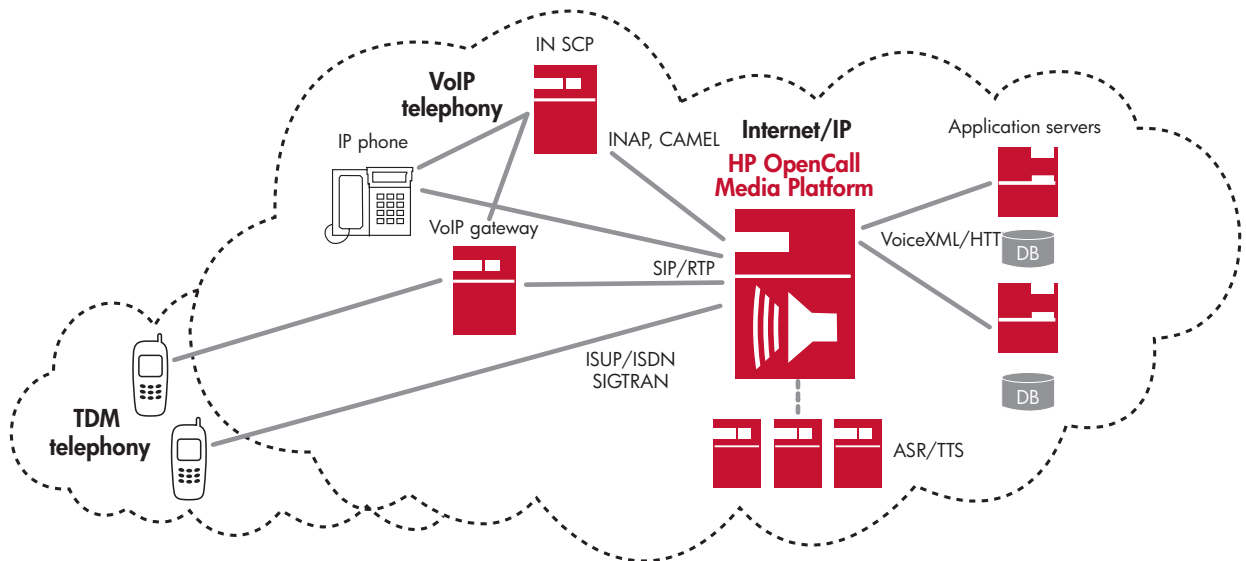 IN SCP
VoIP
telephony
IP phone
INAP, CAMEL
Internet/IP
HP OpenCall
Media Platform
Application servers
VoIP gateway
VoiceXML/HTT
DB
SIP/RTP
ISUP/ISDN
SIGTRAN
DB
TDM
telephony
ASR/TTS